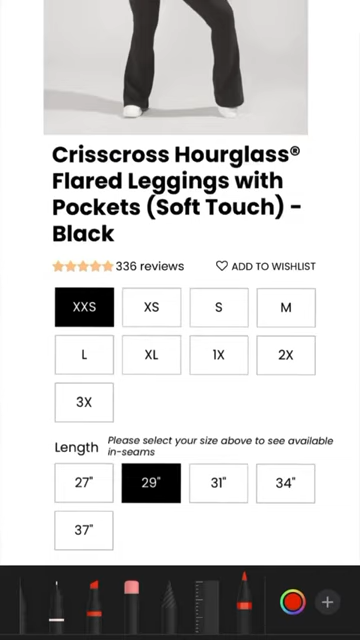 Crisscross Hourglass®
Flared Leggings with
Pockets (Soft Touch) -
Black
336 reviews
ADD TO WISHLIST
XXS
XS
S
M
L
XL
1X
2X
3X
Length
Please select your size above to see available
in-seams
27"
29"
31"
34"
37"